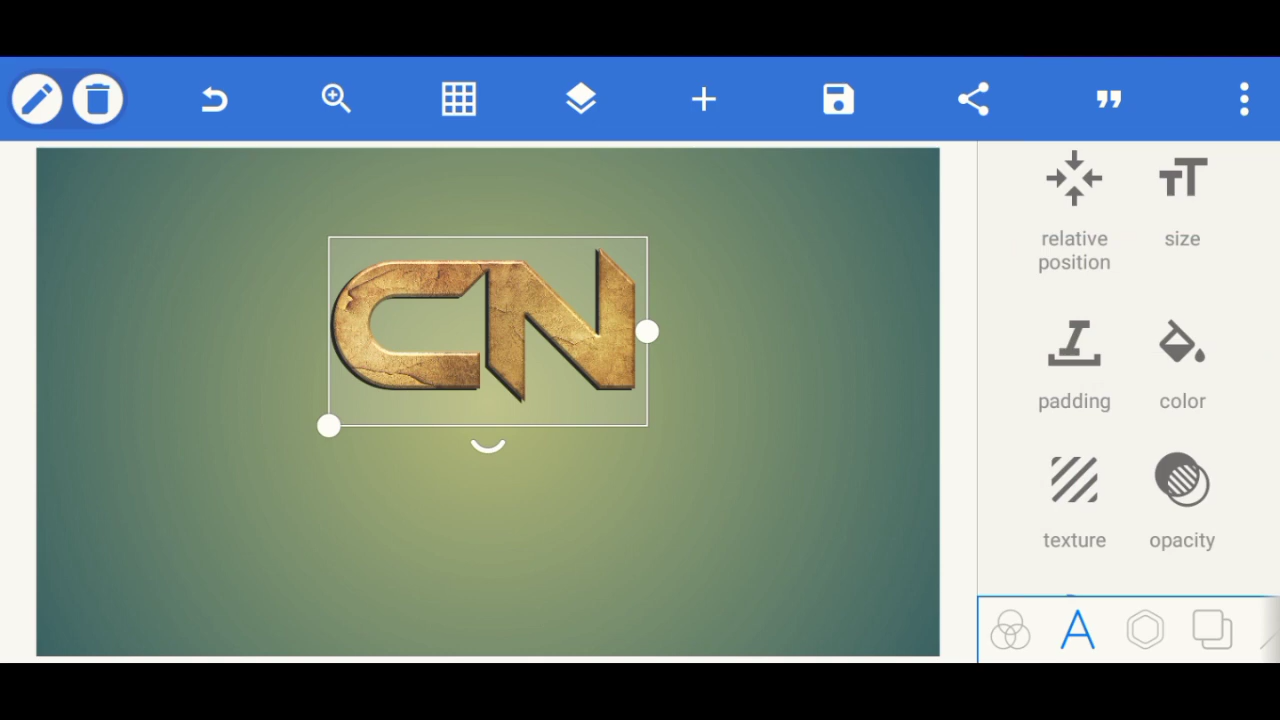 CN
relative
position
size
padding
color
texture
opacity